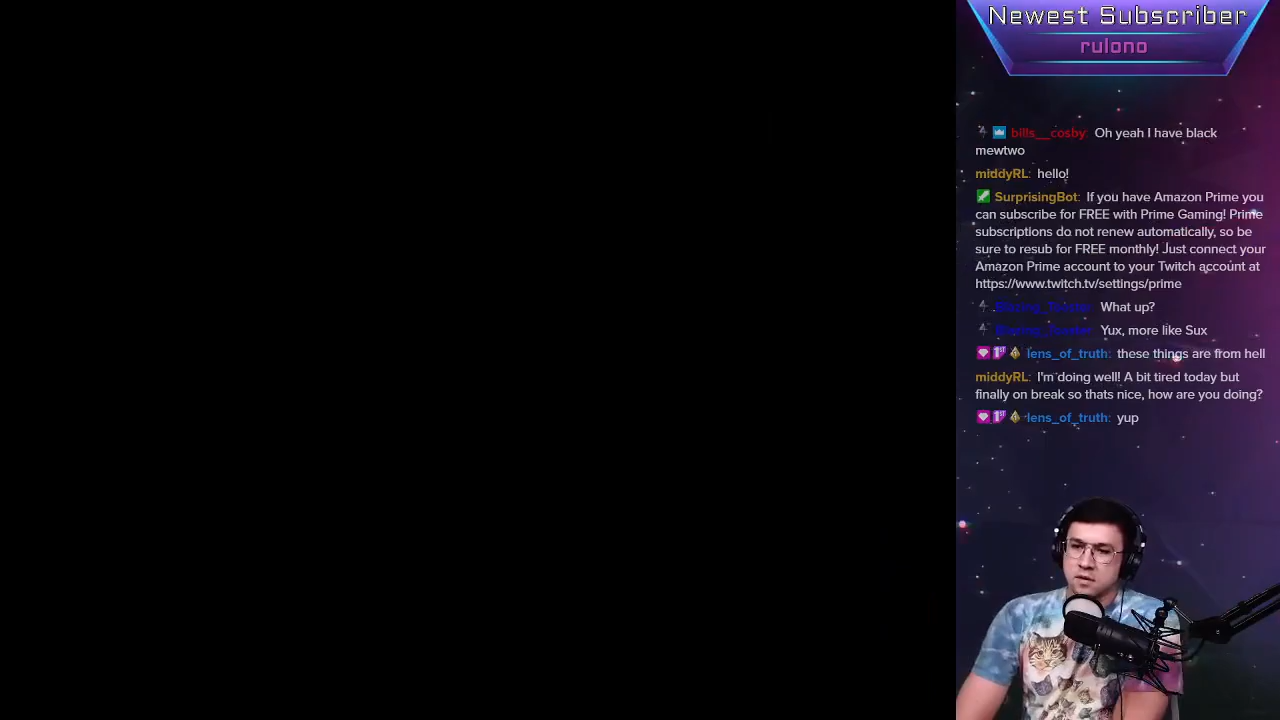 Newest Subscriber
rulono
bills__cosby: Oh yeah I have black
mewtwo
middyRL: hello!
SurprisingBot: If you have Amazon Prime you
can subscribe for FREE with Prime Gaming! Prime
subscriptions do not renew automatically, so be
sure to resub for FREE monthly! Just connect your
Amazon Prime account to your Twitch account at
https://www.twitch.tv/settings/prime
What up?
Yux, more like Sux
1ST lens_of_truth: these things are from hell
middyRL: I'm doing well! A bit tired today but
finally on break so thats nice, how are you doing?
1ST lens_of_truth: yup